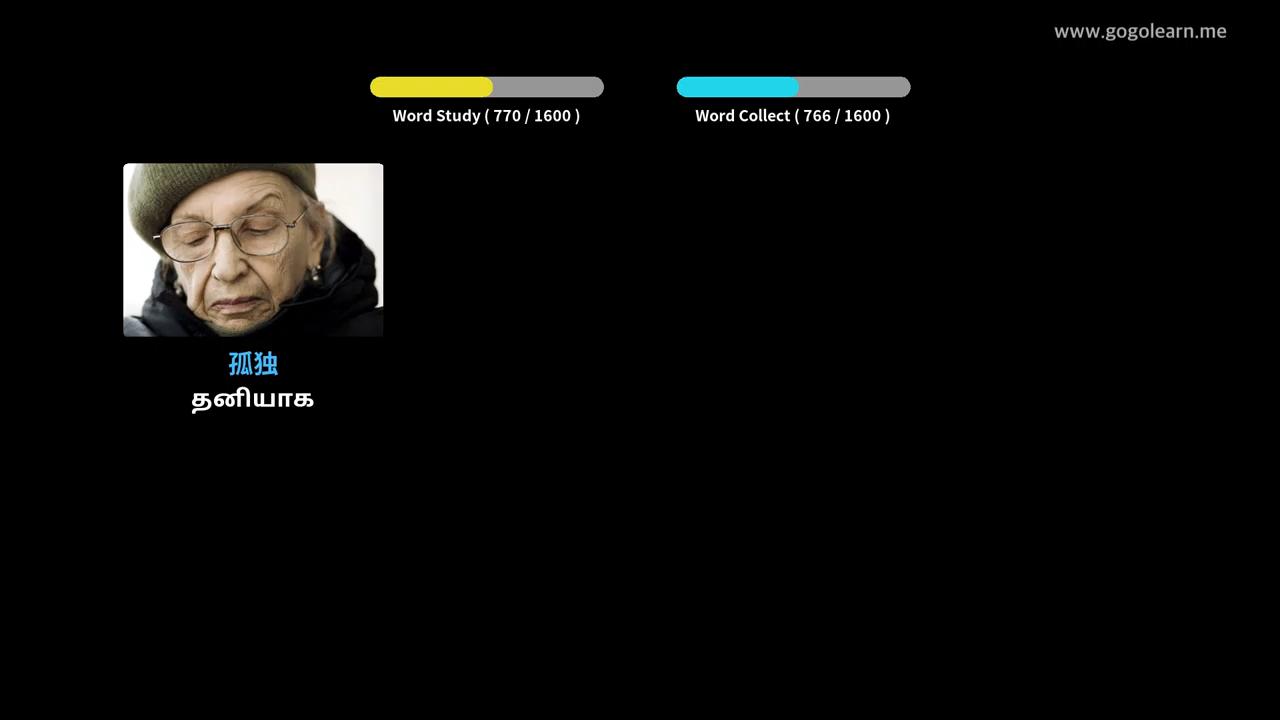 www.gogolearn.me
Word Study ( 770 / 1600 )
Word Collect ( 766 / 1600 )
孤独
தனியாக